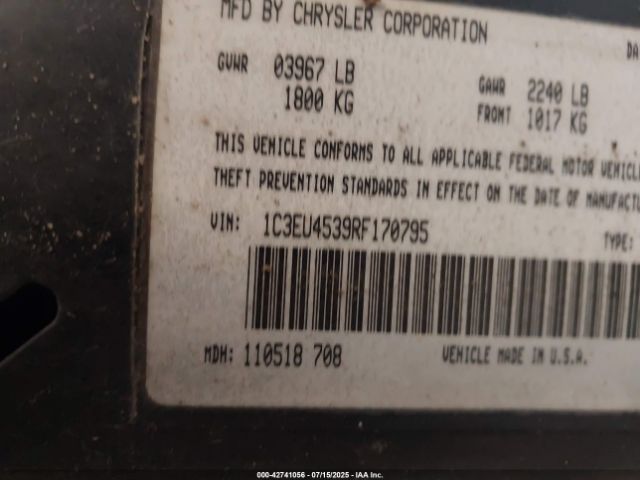 MFD BY CHRYSLER CORPORATION DA
GVWR 03967 LB GAWR 2240 LB
1800 KG FRONT 1017 KG
THIS VEHICLE CONFORMS TO ALL APPLICABLE FEDERAL MOTOR VEHICLE
THEFT PREVENTION STANDARDS IN EFFECT ON THE DATE OF MANUFACTU
VIN: 1C3EU4539RF170795 TYPE:
MDH: 110518 708 VEHICLE MADE IN U.S.A.
000-42741056 - 07/15/2025 - IAA Inc.